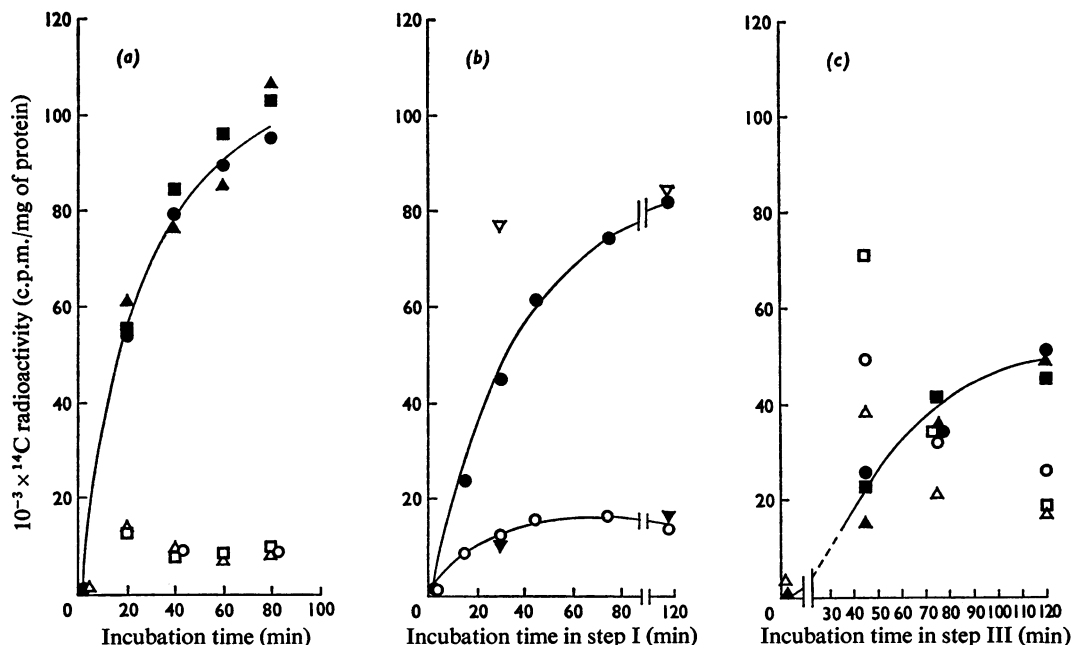 (a)
(b)
(c)
10⁻³ × ¹⁴C radioactivity (c.p.m./mg of protein)
120
100
80
60
40
20
0
20 40 60 80 100
Incubation time (min)
120
100
80
60
40
20
0
20 40 60 80 120
Incubation time in step I (min)
120
100
80
60
40
20
0
30 40 50 60 70 80 90 100 110 120
Incubation time in step III (min)